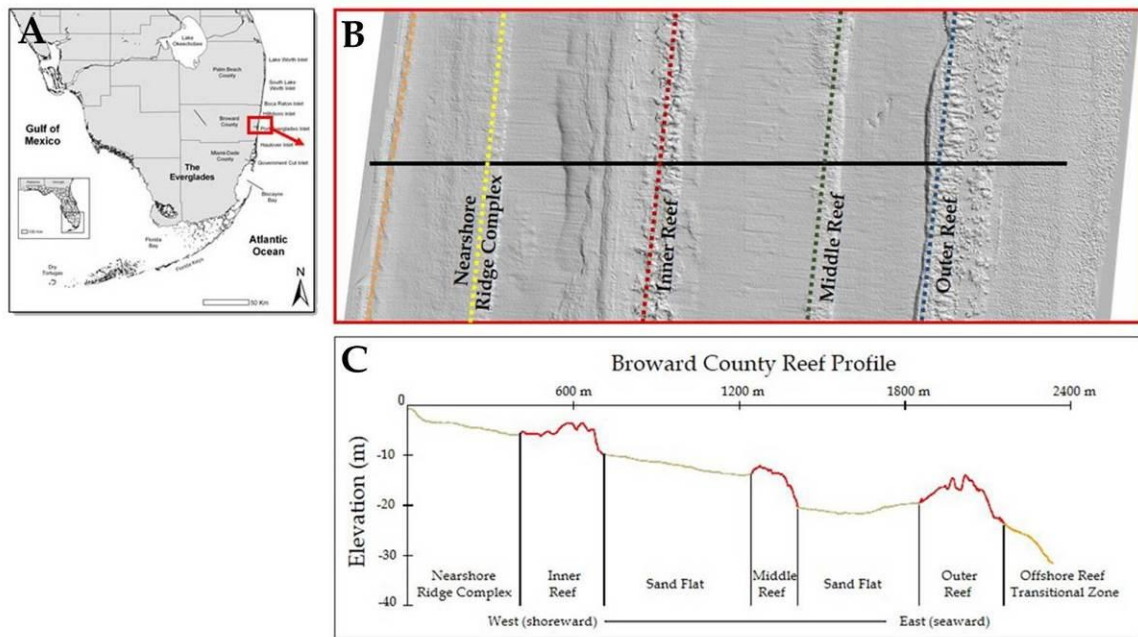 A
Lake
Okeechobee
Lake Worth Inlet
Palm Beach
County
South Lake
Worth Inlet
Boca Raton Inlet
Hillsboro Inlet
Broward
County
Port Everglades Inlet
Gulf of
Mexico
Haulover Inlet
Miami-Dade
County
Government Cut Inlet
The
Everglades
Biscayne
Bay
Florida
Bay
Atlantic
Ocean
Florida Keys
Dry
Tortugas
N
50 Km
B
Nearshore
Ridge Complex
Inner Reef
Middle Reef
Outer Reef
C
Broward County Reef Profile
0
600 m
1200 m
1800 m
2400 m
Elevation (m)
-10
-20
-30
-40
Nearshore
Ridge Complex
Inner
Reef
Sand Flat
Middle
Reef
Sand Flat
Outer
Reef
Offshore Reef
Transitional Zone
West (shoreward)
East (seaward)